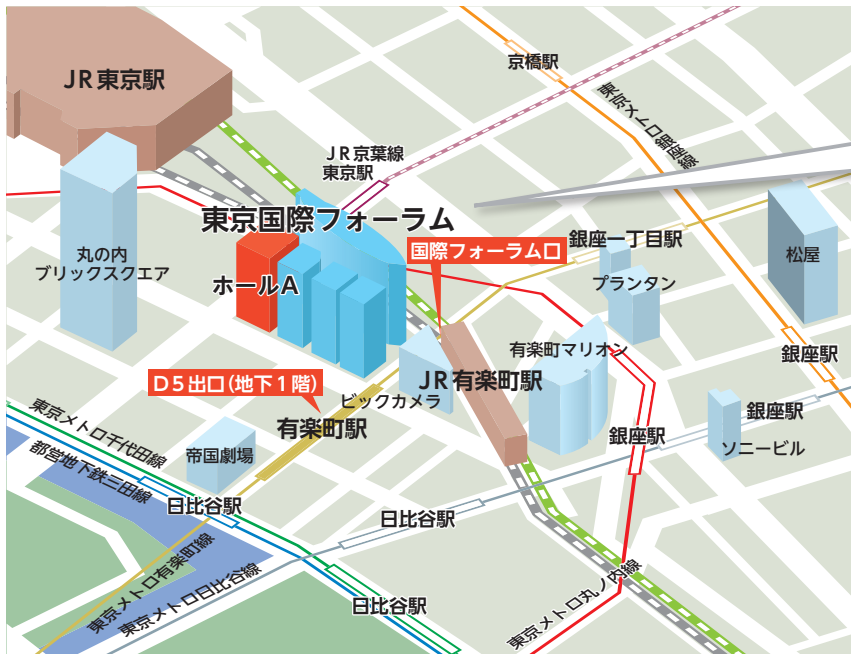 JR東京駅
京橋駅
東京メトロ銀座線
JR京葉線
東京駅
東京国際フォーラム
国際フォーラム口
銀座一丁目駅
松屋
丸の内
ブリックスクエア
ホールA
プランタン
有楽町マリオン
銀座駅
JR有楽町駅
D5出口(地下1階)
ビックカメラ
銀座駅
東京メトロ千代田線
有楽町駅
銀座駅
ソニービル
帝国劇場
都営地下鉄三田線
日比谷駅
日比谷駅
東京メトロ有楽町線
東京メトロ日比谷線
日比谷駅
東京メトロ丸ノ内線